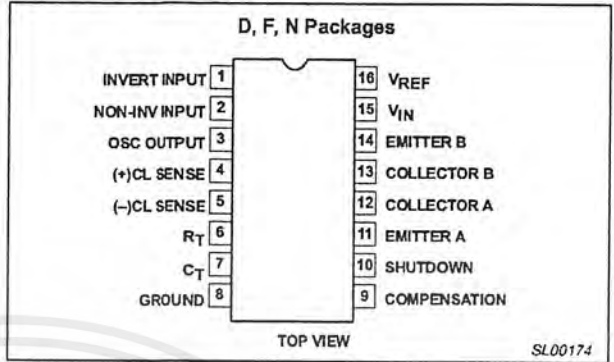 D, F, N Packages
INVERT INPUT 1 16 VREF
NON-INV INPUT 2 15 VIN
OSC OUTPUT 3 14 EMITTER B
(+)CL SENSE 4 13 COLLECTOR B
(–)CL SENSE 5 12 COLLECTOR A
RT 6 11 EMITTER A
CT 7 10 SHUTDOWN
GROUND 8 9 COMPENSATION
TOP VIEW
SL00174